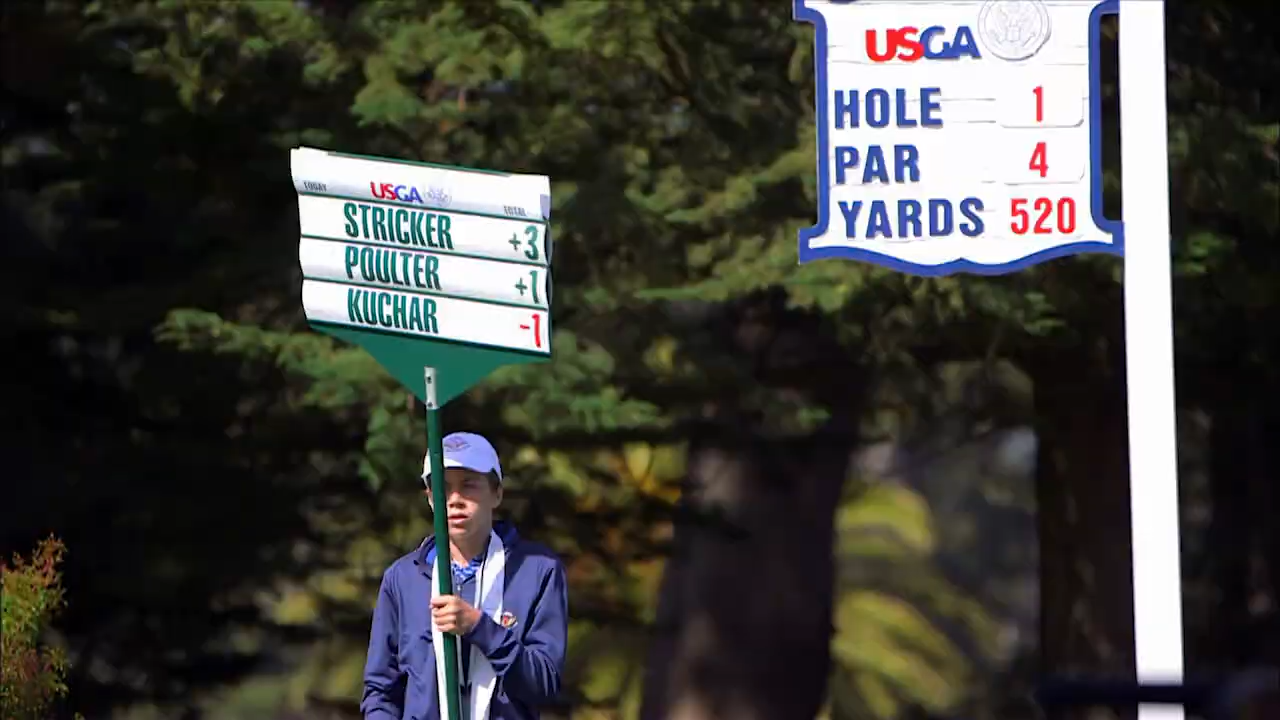 TODAY USGA TOTAL
STRICKER +3
POULTER +1
KUCHAR -1
USGA
HOLE 1
PAR 4
YARDS 520